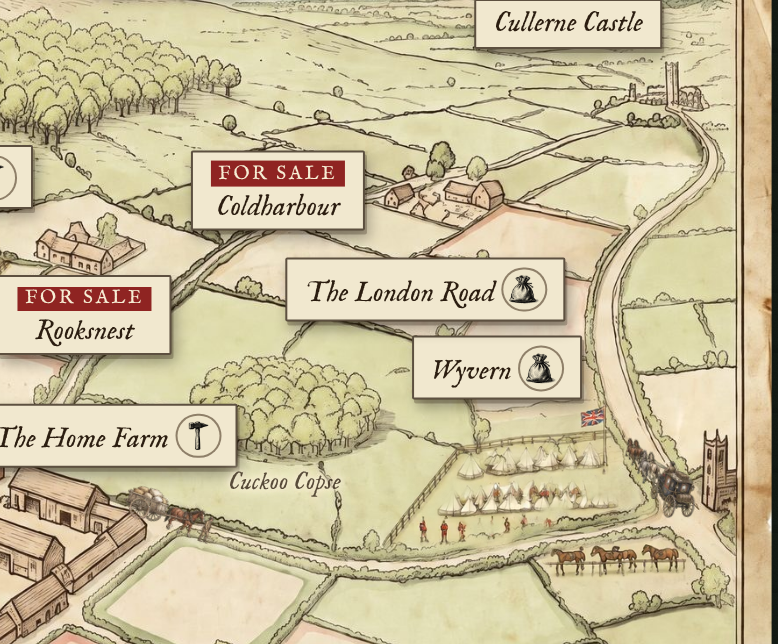 Cullerne Castle
FOR SALE
Coldharbour
The London Road
FOR SALE
Rooksnest
Wyvern
The Home Farm
Cuckoo Copse